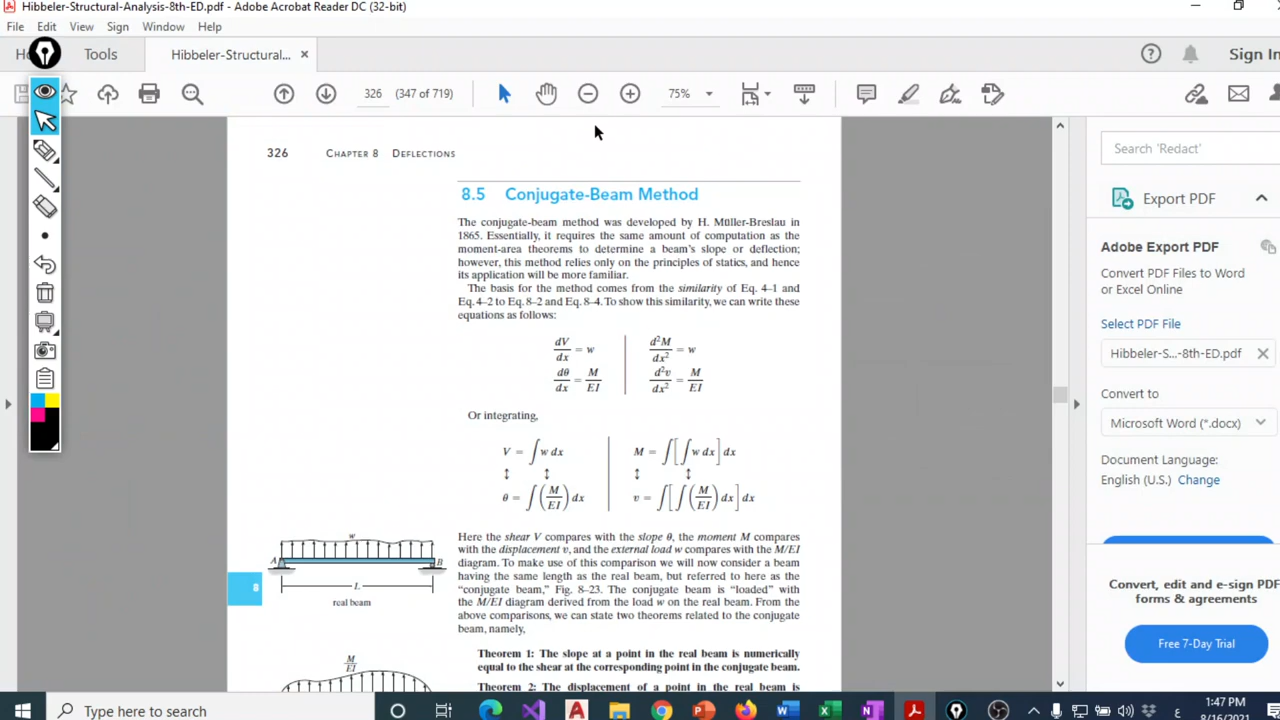 Hibbeler-Structural-Analysis-8th-ED.pdf - Adobe Acrobat Reader DC (32-bit)
File Edit View Sign Window Help
Tools Hibbeler-Structural... × Sign In
326 (347 of 719) 75%
326 CHAPTER 8 DEFLECTIONS
8.5 Conjugate-Beam Method
The conjugate-beam method was developed by H. Müller-Breslau in
1865. Essentially, it requires the same amount of computation as the
moment-area theorems to determine a beam's slope or deflection;
however, this method relies only on the principles of statics, and hence
its application will be more familiar.
The basis for the method comes from the similarity of Eq. 4–1 and
Eq. 4–2 to Eq. 8–2 and Eq. 8–4. To show this similarity, we can write these
equations as follows:
dV/dx = w d²M/dx² = w
dθ/dx = M/EI d²v/dx² = M/EI
Or integrating,
V = ∫w dx M = ∫[∫w dx]dx
↕ ↕ ↕ ↕
θ = ∫(M/EI)dx v = ∫[∫(M/EI)dx]dx
Here the shear V compares with the slope θ, the moment M compares
with the displacement v, and the external load w compares with the M/EI
diagram. To make use of this comparison we will now consider a beam
having the same length as the real beam, but referred to here as the
"conjugate beam," Fig. 8–23. The conjugate beam is "loaded" with
the M/EI diagram derived from the load w on the real beam. From the
above comparisons, we can state two theorems related to the conjugate
beam, namely,
Theorem 1: The slope at a point in the real beam is numerically
equal to the shear at the corresponding point in the conjugate beam.
Theorem 2: The displacement of a point in the real beam is
w
A B
L
real beam
8
M/EI
Search 'Redact'
Export PDF
Adobe Export PDF
Convert PDF Files to Word
or Excel Online
Select PDF File
Hibbeler-S...-8th-ED.pdf
Convert to
Microsoft Word (*.docx)
Document Language:
English (U.S.) Change
Convert, edit and e-sign PDF
forms & agreements
Free 7-Day Trial
Type here to search
ع
1:47 PM
8/16/2021